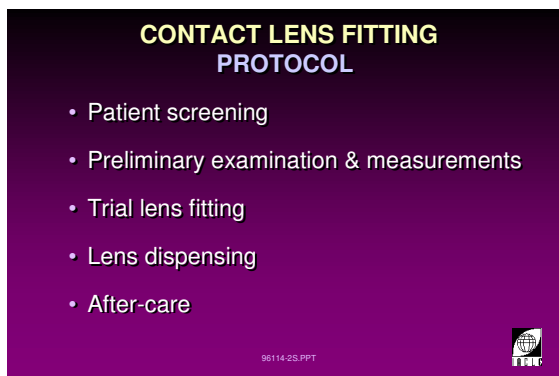 CONTACT LENS FITTING
PROTOCOL
• Patient screening
• Preliminary examination & measurements
• Trial lens fitting
• Lens dispensing
• After-care
96114-2S.PPT
IACLE